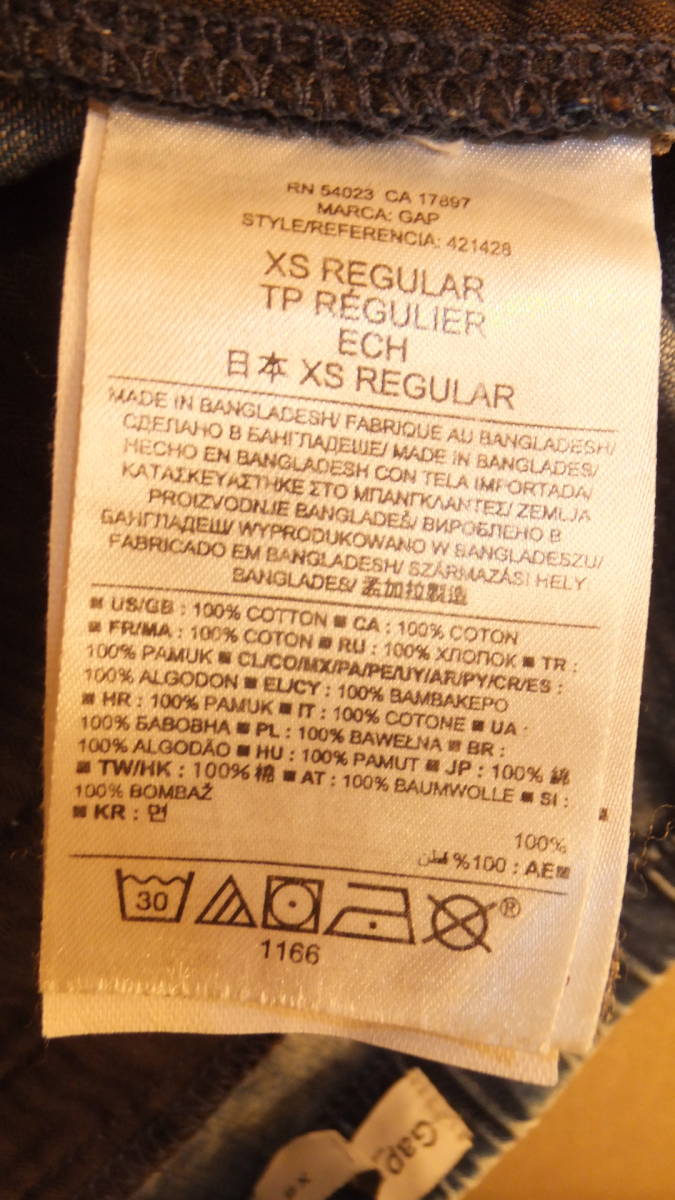 RN 54023 CA 17897
MARCA: GAP
STYLE/REFERENCIA: 421428
XS REGULAR
TP RÉGULIER
ECH
日本 XS REGULAR
MADE IN BANGLADESH/ FABRIQUE AU BANGLADESH/
СДЕЛАНО В БАНГЛАДЕШЕ/ MADE IN BANGLADES/
HECHO EN BANGLADESH CON TELA IMPORTADA/
ΚΑΤΑΣΚΕΥΑΣΤΗΚΕ ΣΤΟ ΜΠΑΝΓΚΛΑΝΤΕΣ/ ZEMLJA
PROIZVODNJE BANGLADEŠ/ ВИРОБЛЕНО В
БАНГЛАДЕШ/ WYPRODUKOWANO W BANGLADESZU/
FABRICADO EM BANGLADESH/ SZÁRMAZÁSI HELY
BANGLADES/ 孟加拉製造
■ US/GB : 100% COTTON ■ CA : 100% COTON
■ FR/MA : 100% COTON ■ RU : 100% ХЛОПОК ■ TR :
100% PAMUK ■ CL/CO/MX/PA/PE/UY/AR/PY/CR/ES :
100% ALGODON ■ EL/CY : 100% ΒΑΜΒΑΚΕΡΟ
■ HR : 100% PAMUK ■ IT : 100% COTONE ■ UA :
100% БАВОВНА ■ PL : 100% BAWEŁNA ■ BR :
100% ALGODÃO ■ HU : 100% PAMUT ■ JP : 100% 綿
■ TW/HK : 100% 棉 ■ AT : 100% BAUMWOLLE ■ SI :
100% BOMBAŽ
■ KR : 면
100%
■AE : 100% قطن
30
®
1166
Gap